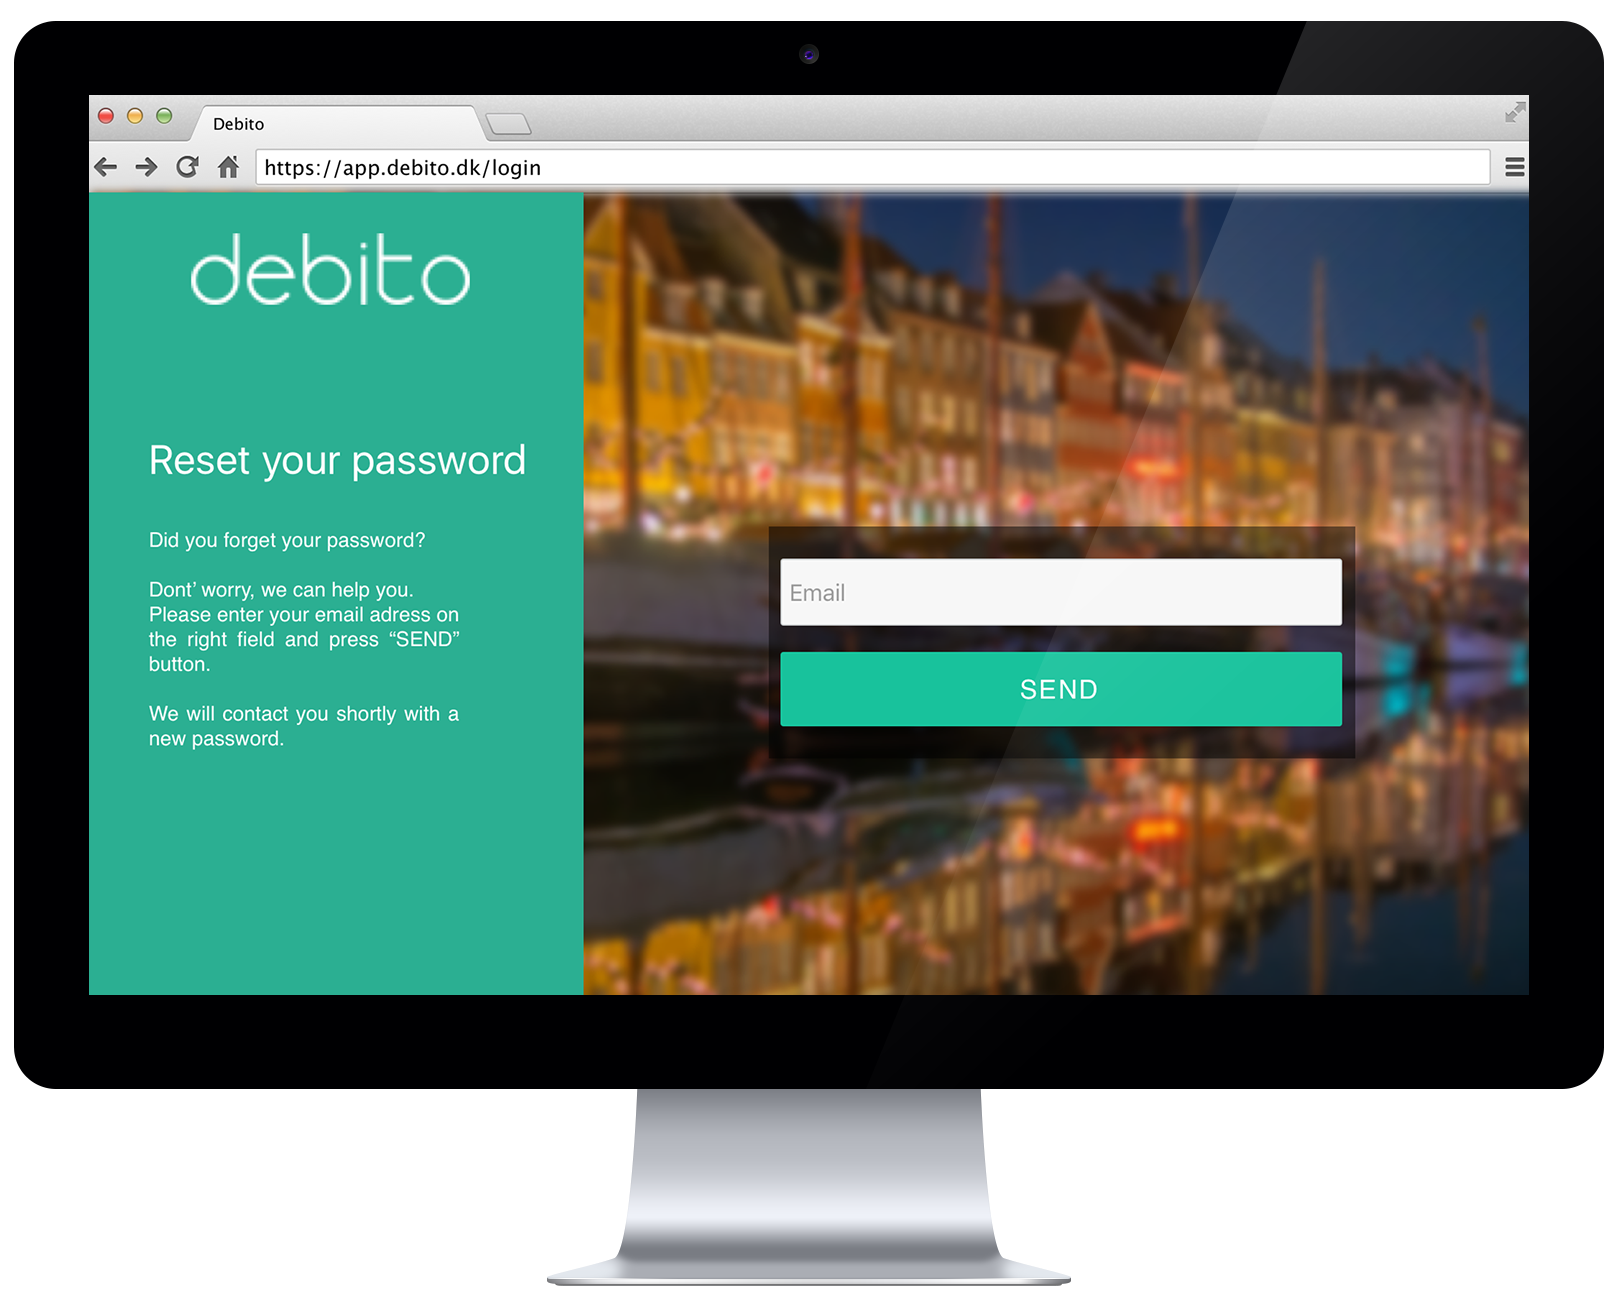 Debito
https://app.debito.dk/login
debito
Reset your password
Did you forget your password?
Dont’ worry, we can help you.
Please enter your email adress on
the right field and press “SEND”
button.
We will contact you shortly with a
new password.
Email
SEND